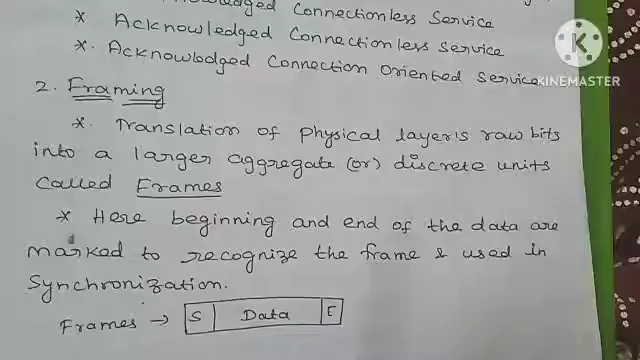 Connectionless Service
* Acknowledged Connectionless Service
* Acknowledged Connection Oriented Service
KINEMASTER
2. Framing
* Translation of Physical layer's raw bits
into a larger aggregate (or) discrete units
called Frames
* Here beginning and end of the data are
marked to recognize the frame & used in
Synchronization.
Frames → S Data E